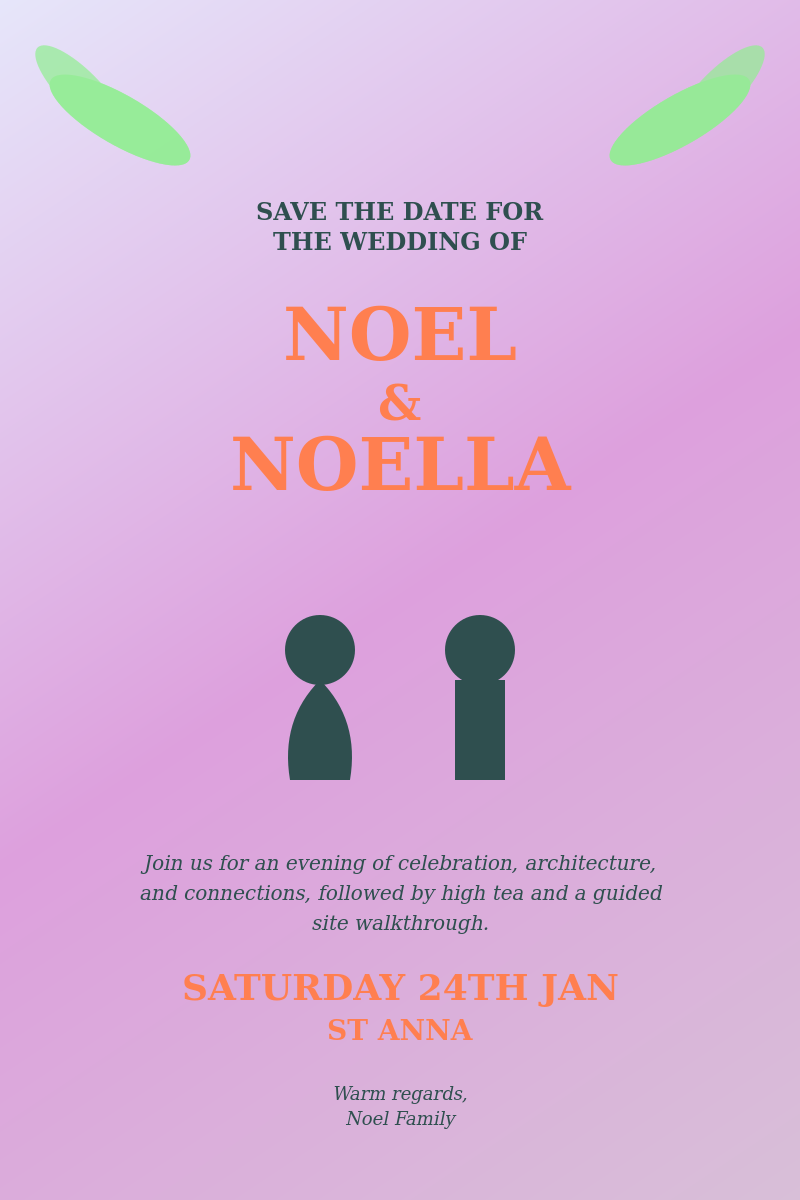 SAVE THE DATE FOR
THE WEDDING OF
NOEL
&
NOELLA
Join us for an evening of celebration, architecture,
and connections, followed by high tea and a guided
site walkthrough.
SATURDAY 24TH JAN
ST ANNA
Warm regards,
Noel Family